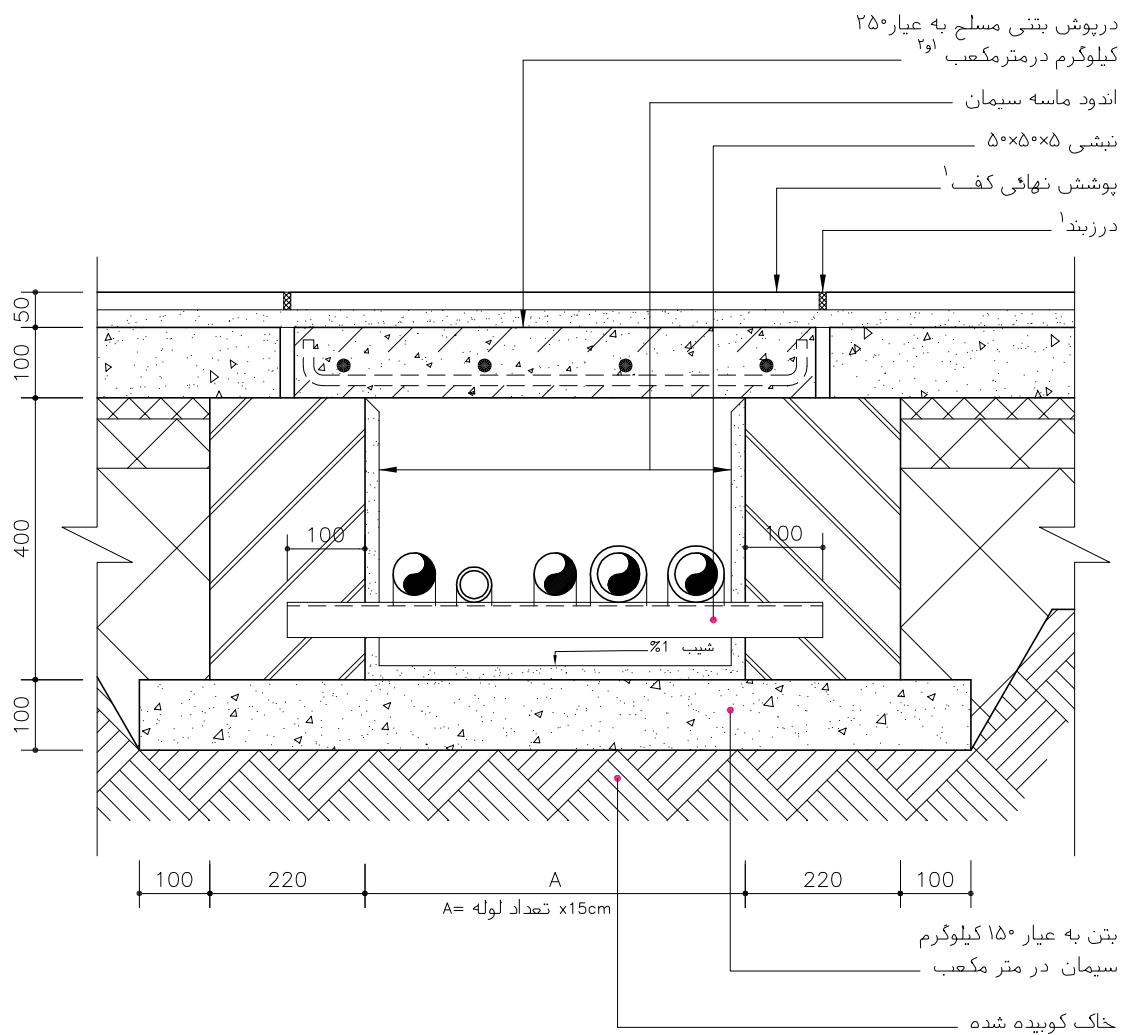 درپوش بتنی مسلح به عیار ۲۵۰
کیلوگرم درمترمکعب ۱و۲
اندود ماسه سیمان
نبشی ۵×۵۰×۵۰
پوشش نهائی کف ۱
درزبند ۱
50
100
400
100
100
100
شیب 1%
100
220
A
220
100
A= تعداد لوله x15cm
بتن به عیار ۱۵۰ کیلوگرم
سیمان در متر مکعب
خاک کوبیده شده